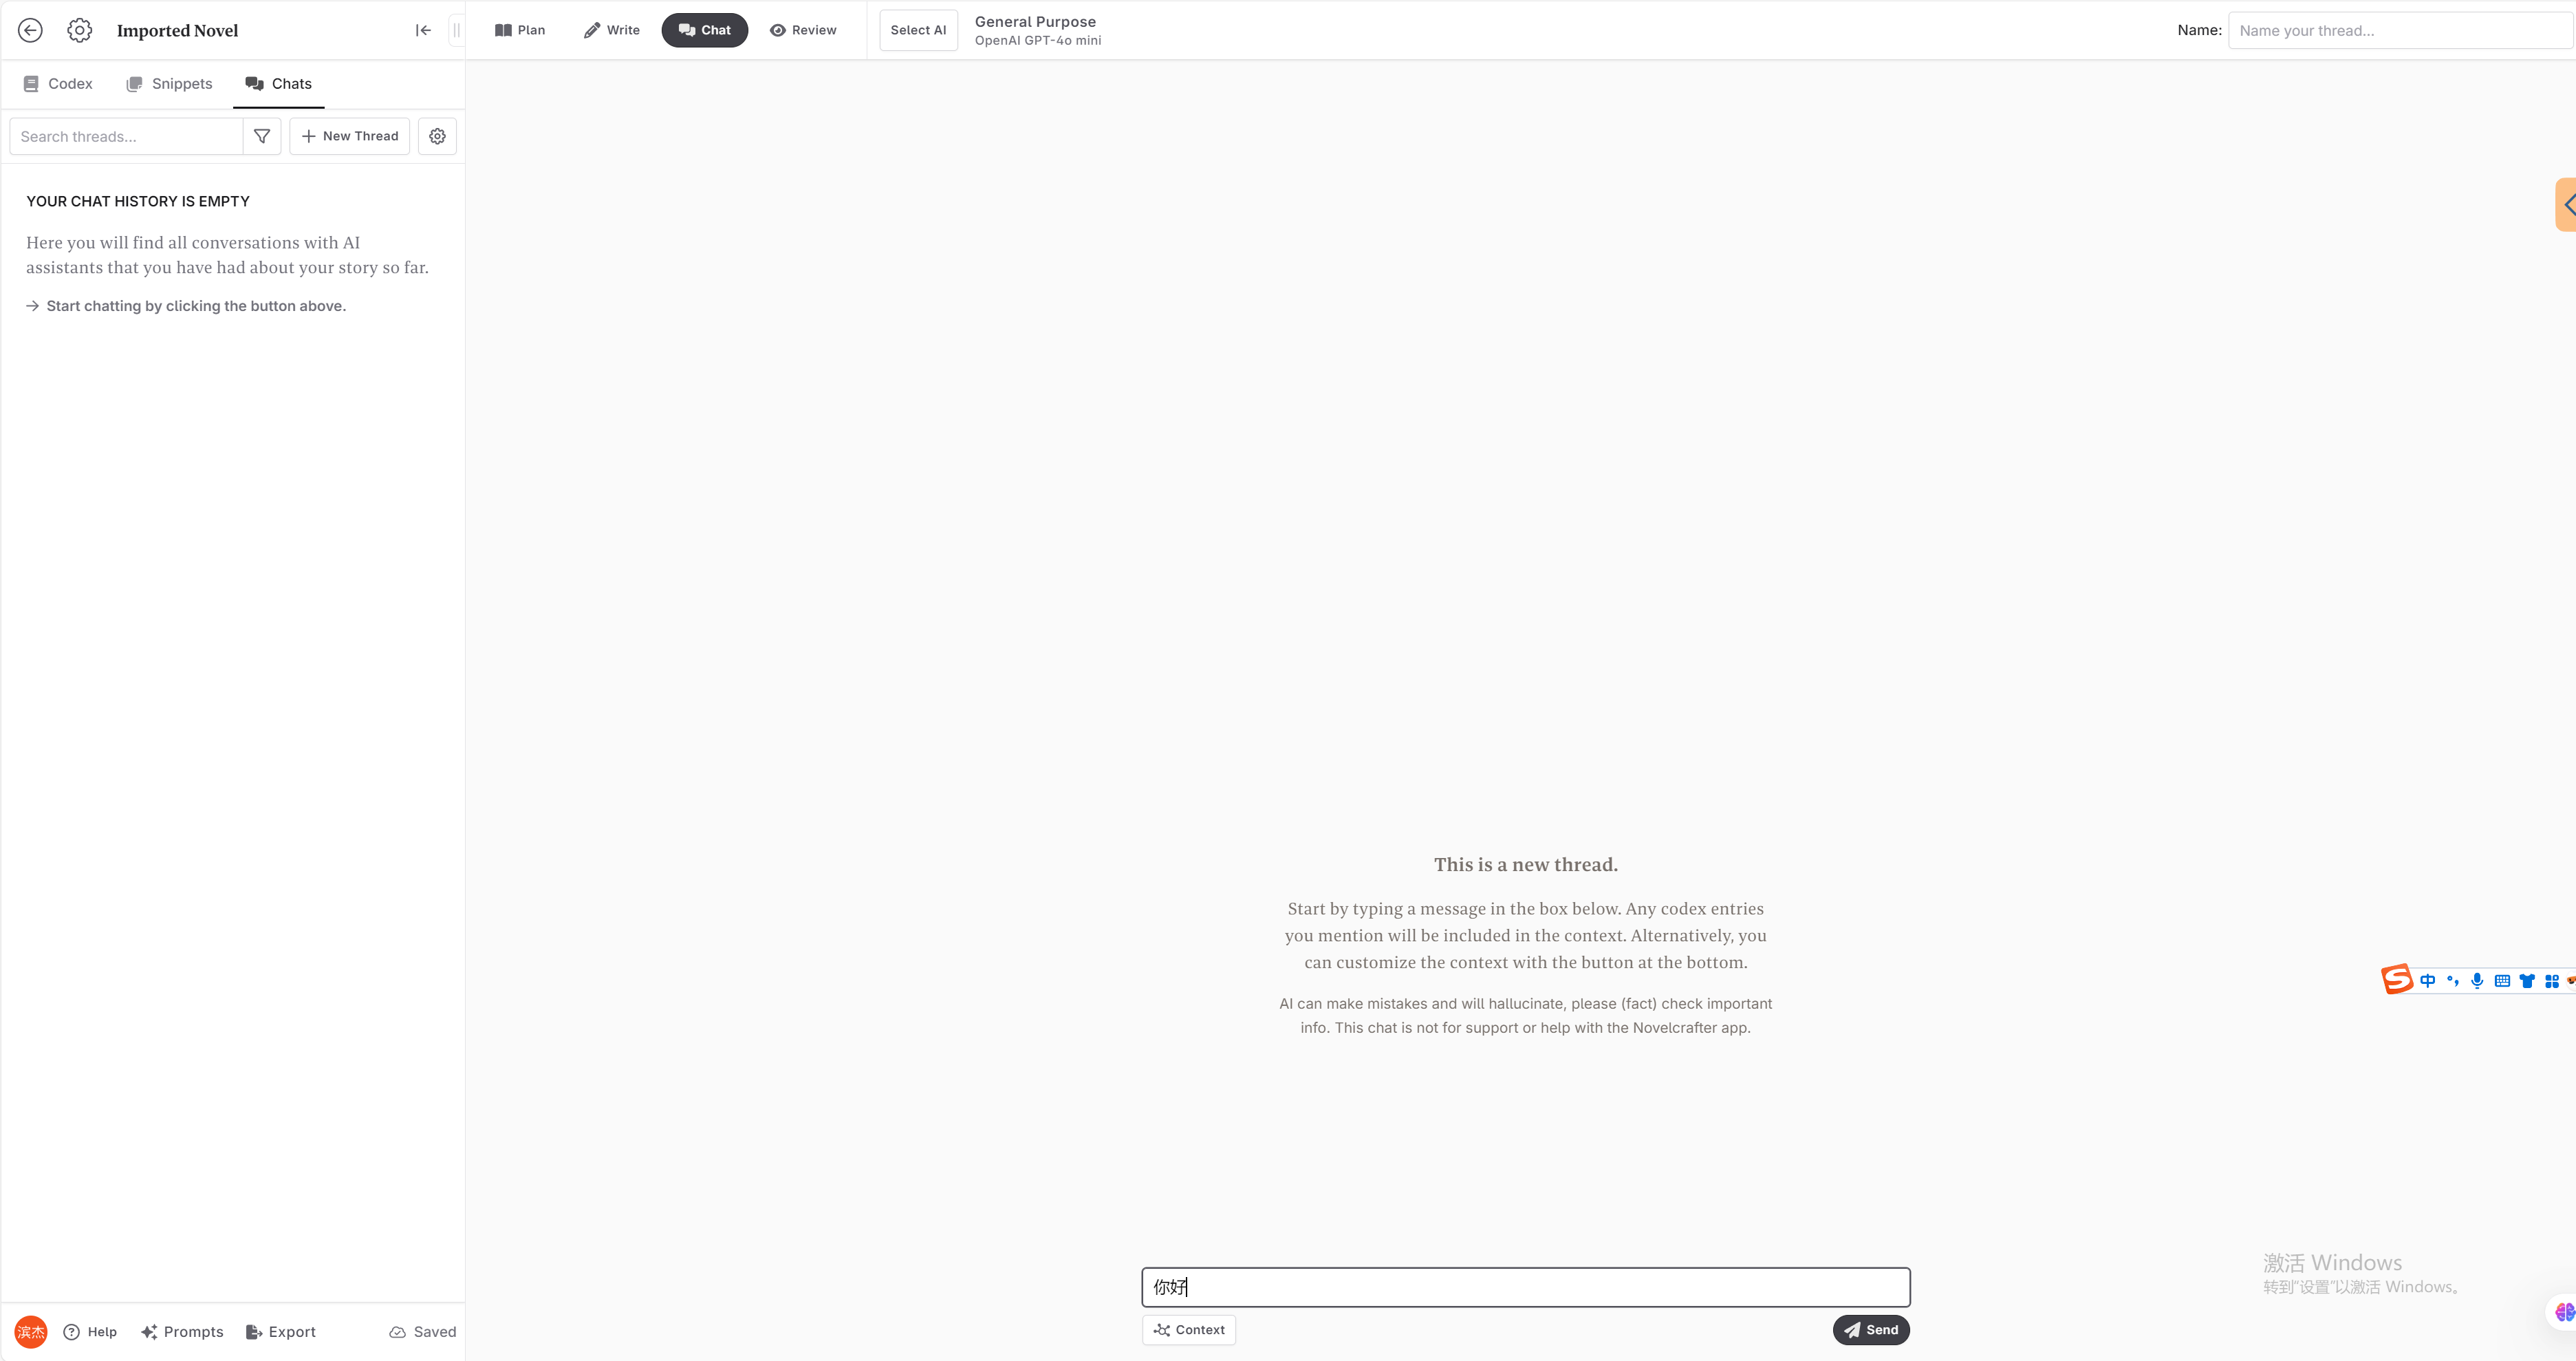 Imported Novel
Plan
Write
Chat
Review
Select AI
General Purpose
OpenAI GPT-4o mini
Name:
Name your thread...
Codex
Snippets
Chats
Search threads...
New Thread
YOUR CHAT HISTORY IS EMPTY
Here you will find all conversations with AI
assistants that you have had about your story so far.
Start chatting by clicking the button above.
This is a new thread.
Start by typing a message in the box below. Any codex entries
you mention will be included in the context. Alternatively, you
can customize the context with the button at the bottom.
AI can make mistakes and will hallucinate, please (fact) check important
info. This chat is not for support or help with the Novelcrafter app.
S
中
激活 Windows
转到"设置"以激活 Windows。
你好
Context
Send
滨杰
Help
Prompts
Export
Saved